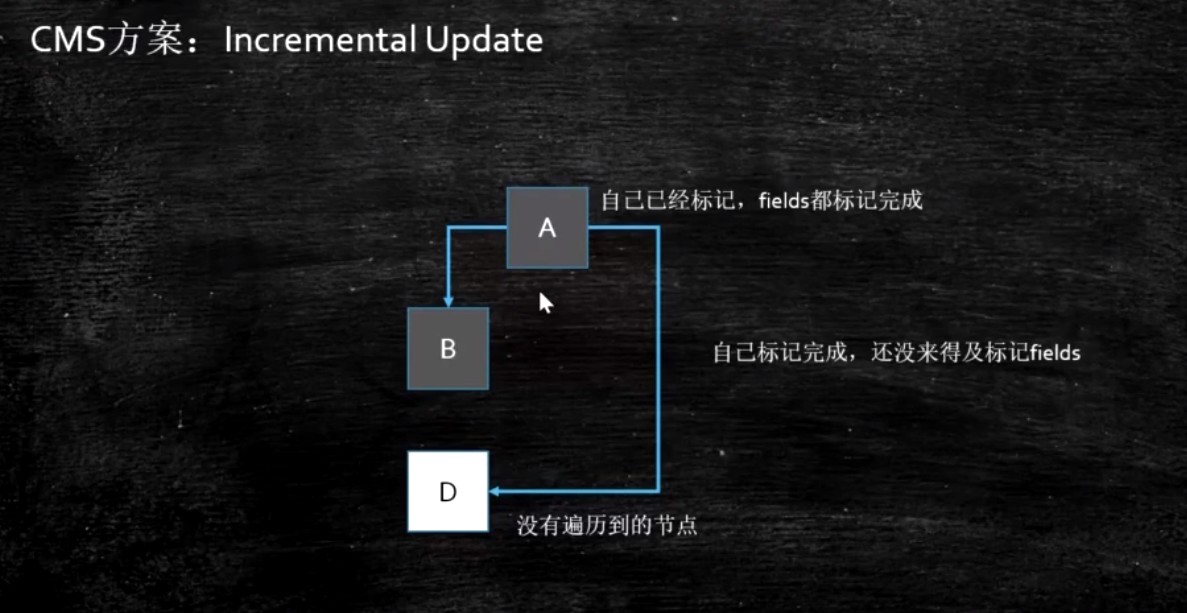 CMS方案：Incremental Update
A
自己已经标记，fields都标记完成
B
自己标记完成，还没来得及标记fields
D
没有遍历到的节点